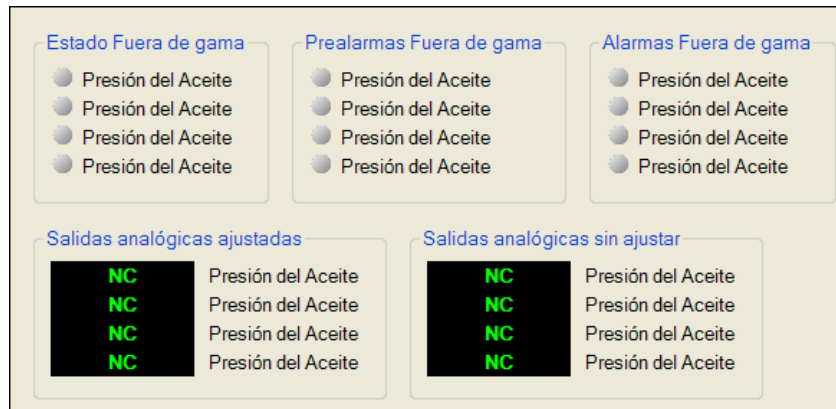 Estado Fuera de gama
Presión del Aceite
Presión del Aceite
Presión del Aceite
Presión del Aceite
Prealarmas Fuera de gama
Presión del Aceite
Presión del Aceite
Presión del Aceite
Presión del Aceite
Alarmas Fuera de gama
Presión del Aceite
Presión del Aceite
Presión del Aceite
Presión del Aceite
Salidas analógicas ajustadas
NC Presión del Aceite
NC Presión del Aceite
NC Presión del Aceite
NC Presión del Aceite
Salidas analógicas sin ajustar
NC Presión del Aceite
NC Presión del Aceite
NC Presión del Aceite
NC Presión del Aceite